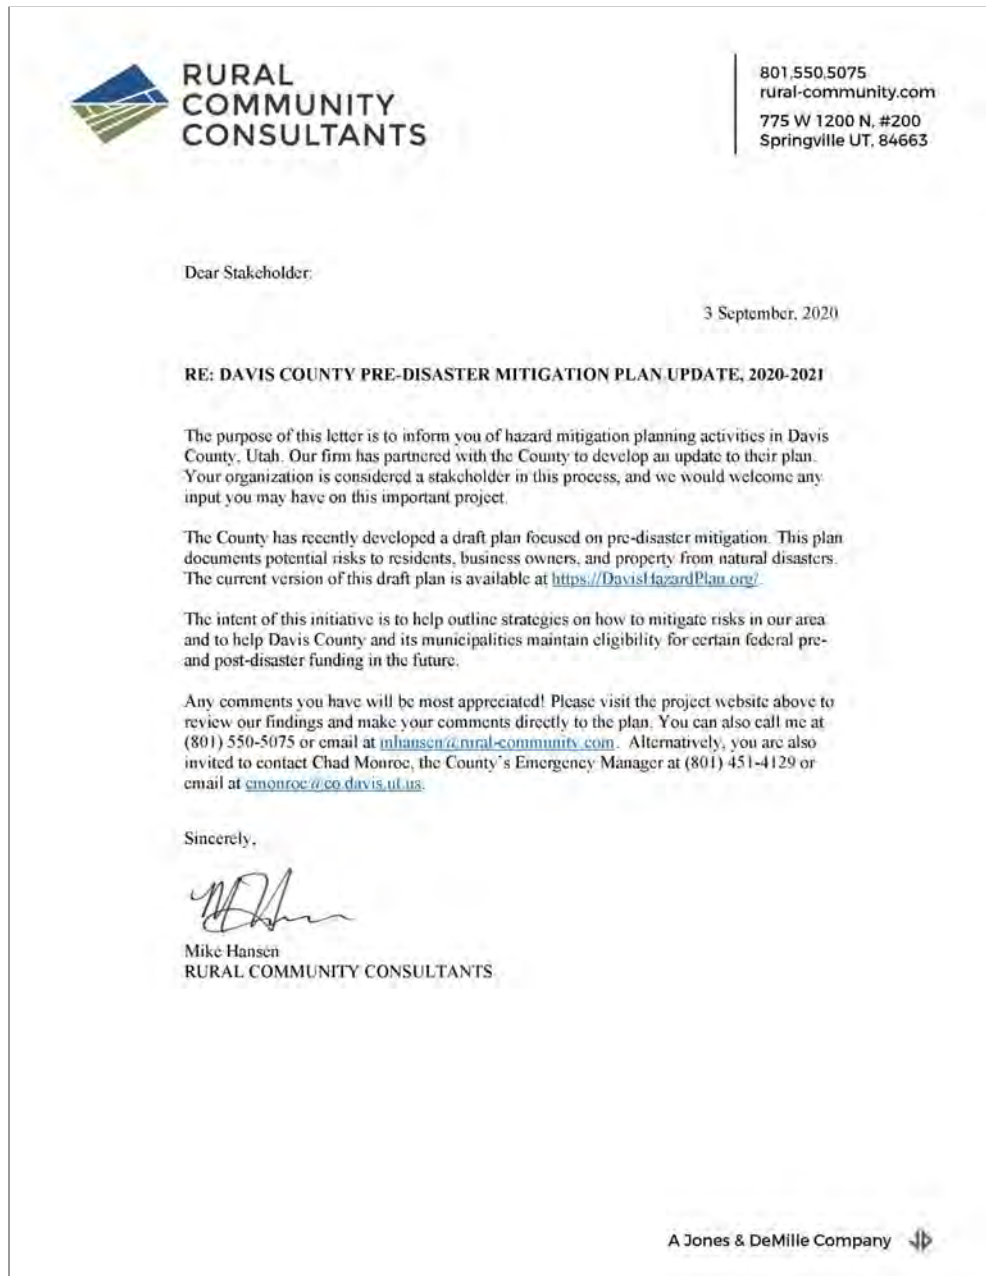 RURAL
COMMUNITY
CONSULTANTS
801.550.5075
rural-community.com
775 W 1200 N, #200
Springville UT, 84663
Dear Stakeholder:
3 September, 2020
RE: DAVIS COUNTY PRE-DISASTER MITIGATION PLAN UPDATE, 2020-2021
The purpose of this letter is to inform you of hazard mitigation planning activities in Davis
County, Utah. Our firm has partnered with the County to develop an update to their plan.
Your organization is considered a stakeholder in this process, and we would welcome any
input you may have on this important project.
The County has recently developed a draft plan focused on pre-disaster mitigation. This plan
documents potential risks to residents, business owners, and property from natural disasters.
The current version of this draft plan is available at https://DavisHazardPlan.org/.
The intent of this initiative is to help outline strategies on how to mitigate risks in our area
and to help Davis County and its municipalities maintain eligibility for certain federal pre-
and post-disaster funding in the future.
Any comments you have will be most appreciated! Please visit the project website above to
review our findings and make your comments directly to the plan. You can also call me at
(801) 550-5075 or email at mhansen@rural-community.com. Alternatively, you are also
invited to contact Chad Monroe, the County's Emergency Manager at (801) 451-4129 or
email at cmonroe@co.davis.ut.us.
Sincerely,
Mike Hansen
RURAL COMMUNITY CONSULTANTS
A Jones & DeMille Company